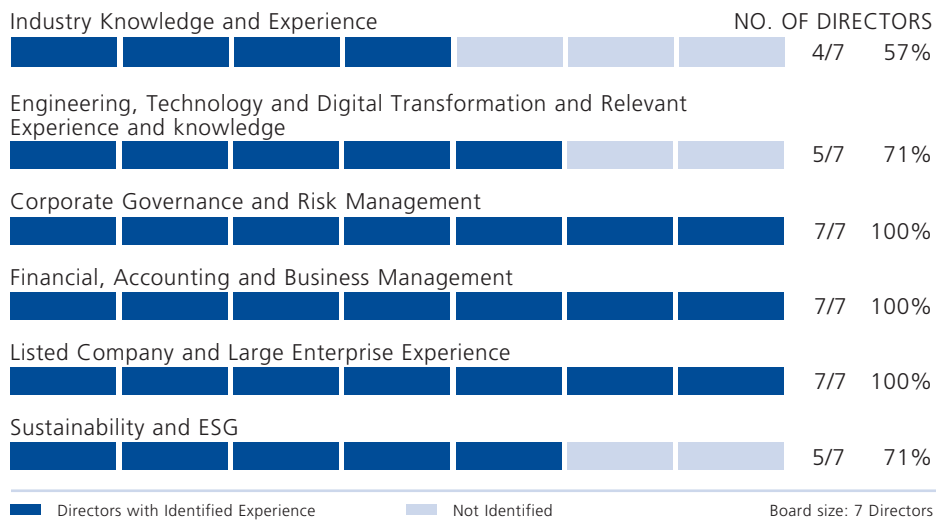 Industry Knowledge and Experience NO. OF DIRECTORS
4/7 57%
Engineering, Technology and Digital Transformation and Relevant
Experience and knowledge
5/7 71%
Corporate Governance and Risk Management
7/7 100%
Financial, Accounting and Business Management
7/7 100%
Listed Company and Large Enterprise Experience
7/7 100%
Sustainability and ESG
5/7 71%
Directors with Identified Experience Not Identified Board size: 7 Directors